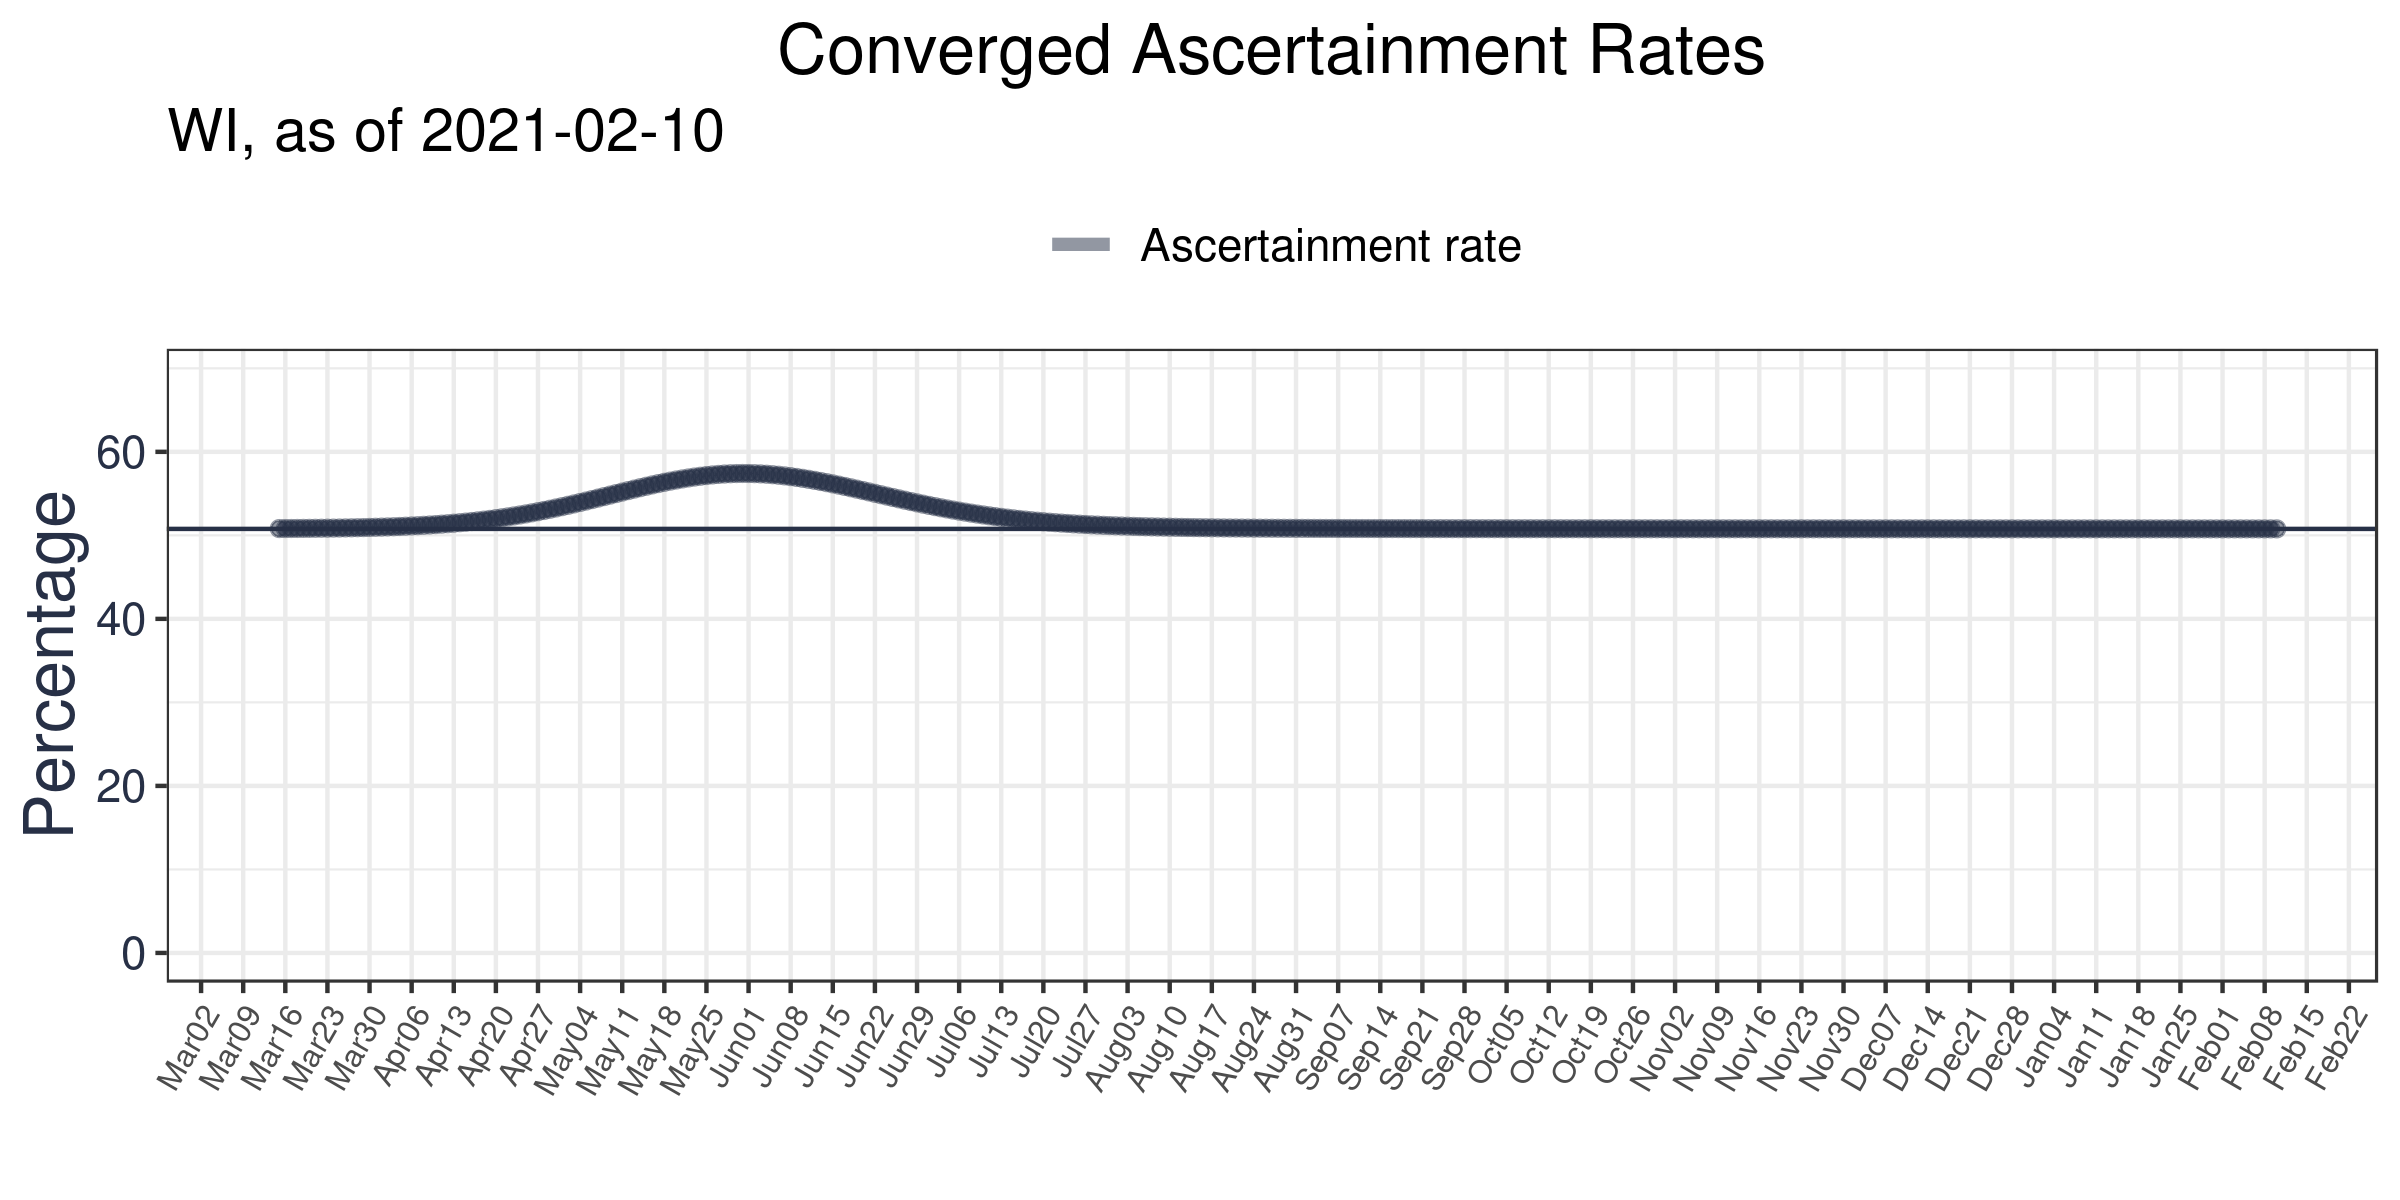 Converged Ascertainment Rates
WI, as of 2021-02-10
Ascertainment rate
Percentage
60
40
20
0
Mar02 Mar09 Mar16 Mar23 Mar30 Apr06 Apr13 Apr20 Apr27 May04 May11 May18 May25 Jun01 Jun08 Jun15 Jun22 Jun29 Jul06 Jul13 Jul20 Jul27 Aug03 Aug10 Aug17 Aug24 Aug31 Sep07 Sep14 Sep21 Sep28 Oct05 Oct12 Oct19 Oct26 Nov02 Nov09 Nov16 Nov23 Nov30 Dec07 Dec14 Dec21 Dec28 Jan04 Jan11 Jan18 Jan25 Feb01 Feb08 Feb15 Feb22